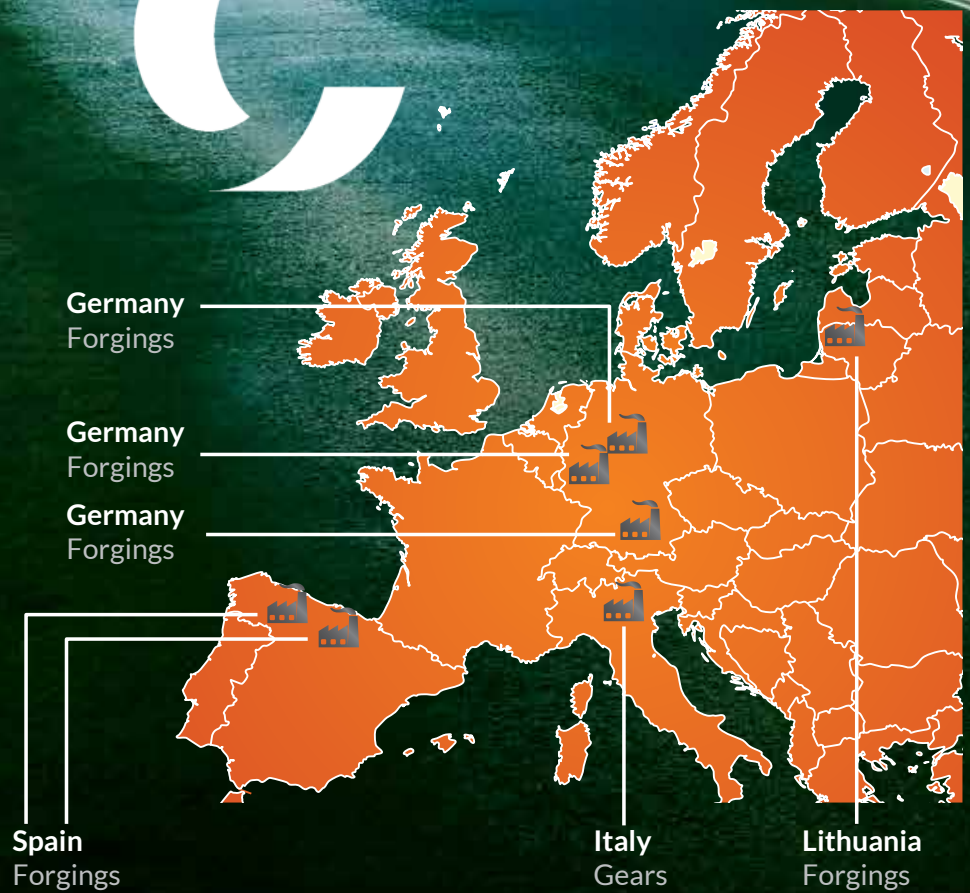 Germany
Forgings
Germany
Forgings
Germany
Forgings
Spain
Forgings
Italy
Gears
Lithuania
Forgings